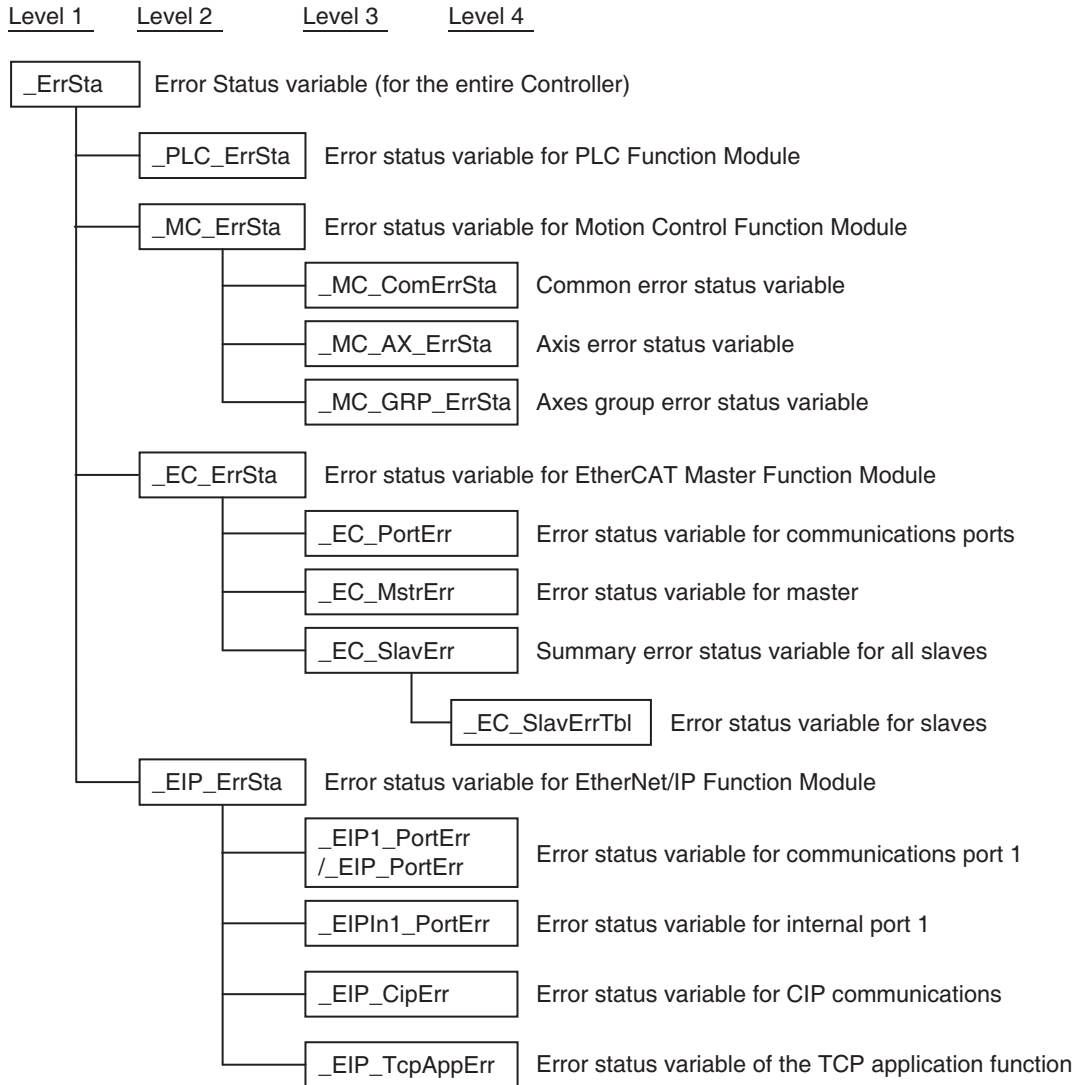 Level 1 Level 2 Level 3 Level 4
_ErrSta Error Status variable (for the entire Controller)
_PLC_ErrSta Error status variable for PLC Function Module
_MC_ErrSta Error status variable for Motion Control Function Module
_MC_ComErrSta Common error status variable
_MC_AX_ErrSta Axis error status variable
_MC_GRP_ErrSta Axes group error status variable
_EC_ErrSta Error status variable for EtherCAT Master Function Module
_EC_PortErr Error status variable for communications ports
_EC_MstrErr Error status variable for master
_EC_SlavErr Summary error status variable for all slaves
_EC_SlavErrTbl Error status variable for slaves
_EIP_ErrSta Error status variable for EtherNet/IP Function Module
_EIP1_PortErr
/_EIP_PortErr Error status variable for communications port 1
_EIPIn1_PortErr Error status variable for internal port 1
_EIP_CipErr Error status variable for CIP communications
_EIP_TcpAppErr Error status variable of the TCP application function